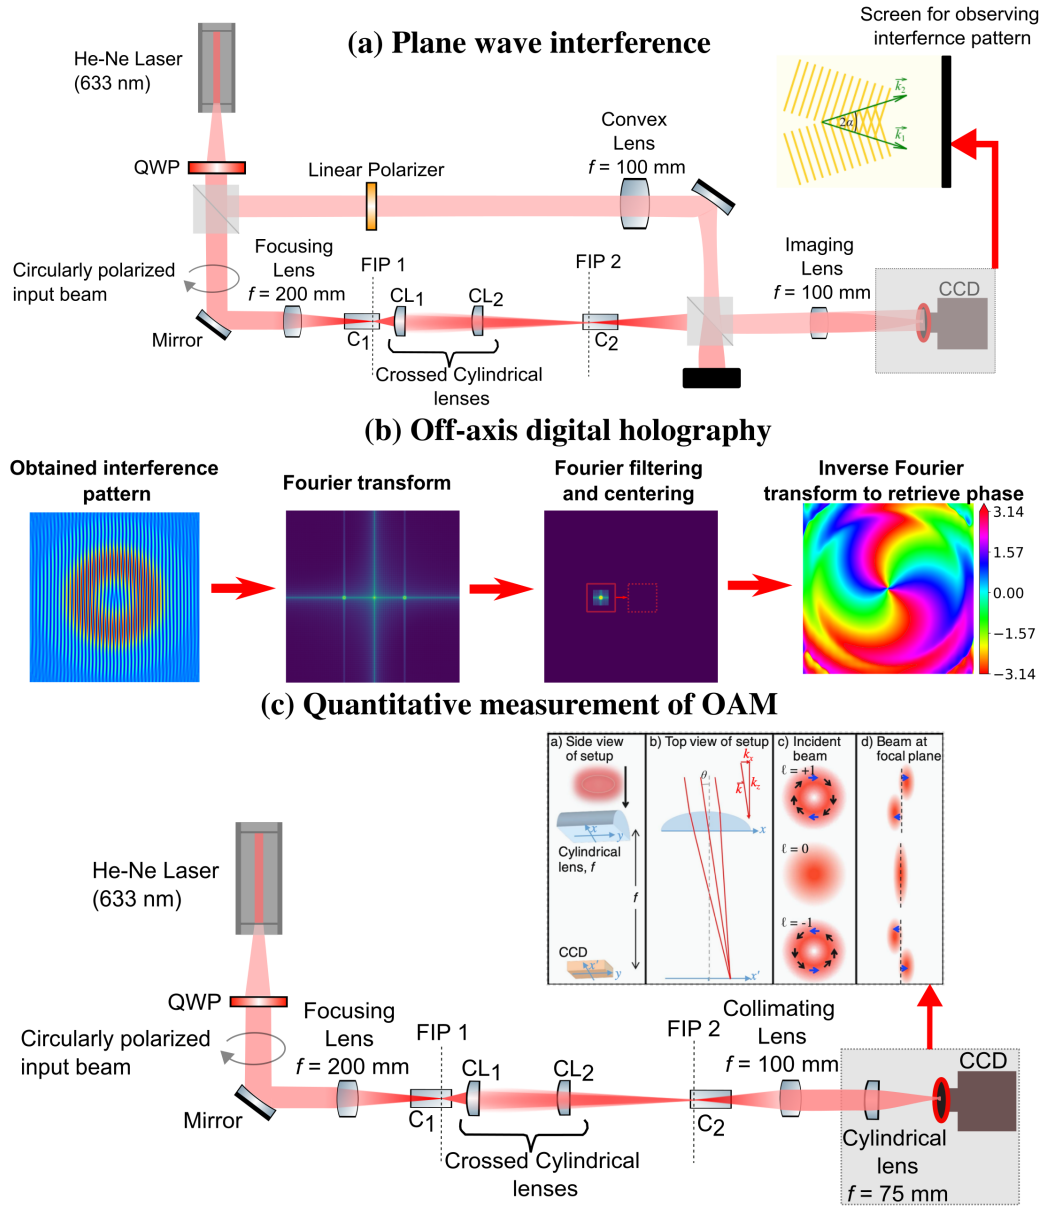 (a) Plane wave interference
Screen for observing
interfernce pattern
He-Ne Laser
(633 nm)
k₂
2α
k₁
Convex
Lens
f = 100 mm
QWP
Linear Polarizer
Circularly polarized
input beam
Focusing
Lens
f = 200 mm
FIP 1
FIP 2
Imaging
Lens
f = 100 mm
CCD
CL₁
CL₂
Mirror
C₁
C₂
Crossed Cylindrical
lenses
(b) Off-axis digital holography
Obtained interference
pattern
Fourier transform
Fourier filtering
and centering
Inverse Fourier
transform to retrieve phase
3.14
1.57
0.00
−1.57
−3.14
(c) Quantitative measurement of OAM
a) Side view
of setup
x
y
Cylindrical
lens, f
f
CCD
x'
y
b) Top view of setup
θ
kₓ
k
k_z
x
x'
c) Incident
beam
ℓ = +1
ℓ = 0
ℓ = -1
d) Beam at
focal plane
He-Ne Laser
(633 nm)
QWP
Circularly polarized
input beam
Focusing
Lens
f = 200 mm
FIP 1
FIP 2
Collimating
Lens
f = 100 mm
CCD
CL₁
CL₂
Mirror
C₁
C₂
Crossed Cylindrical
lenses
Cylindrical
lens
f = 75 mm